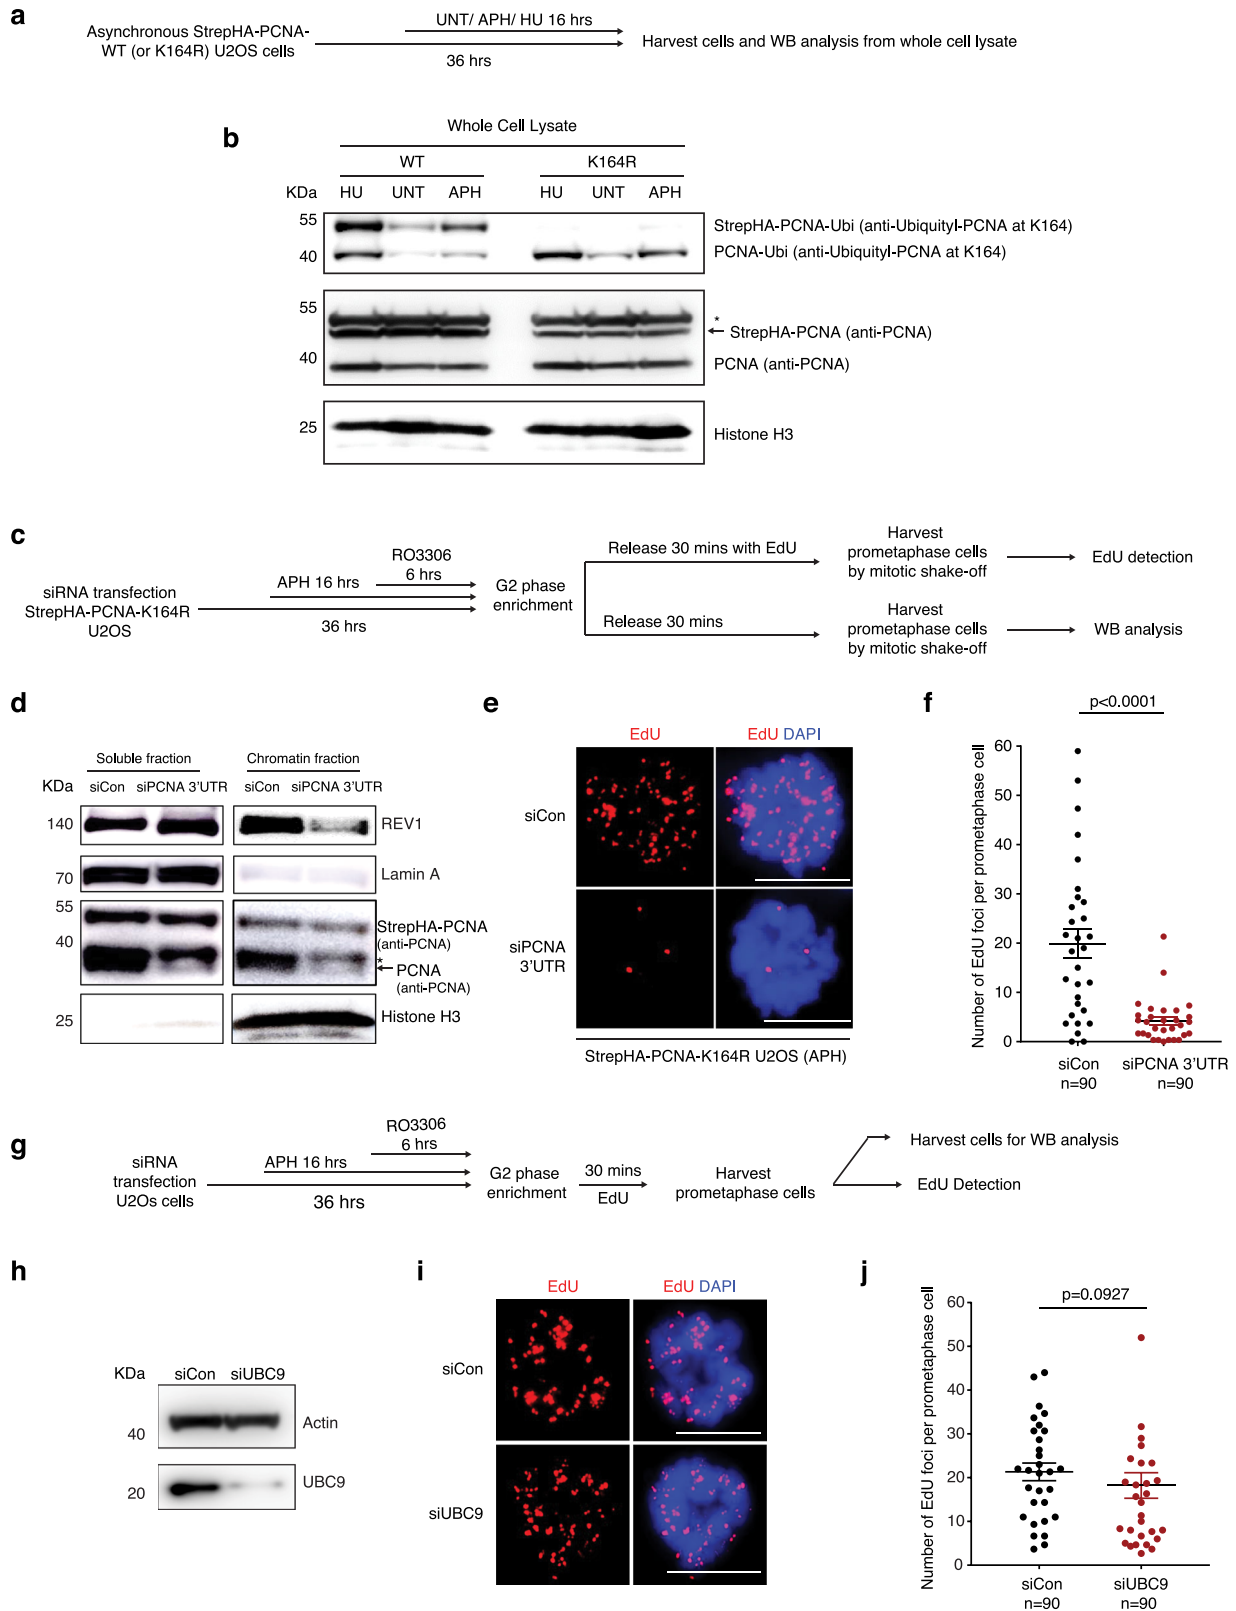 a
Asynchronous StrepHA-PCNA-
WT (or K164R) U2OS cells
UNT/ APH/ HU 16 hrs
36 hrs
Harvest cells and WB analysis from whole cell lysate
b
Whole Cell Lysate
WT
K164R
KDa
HU
UNT
APH
HU
UNT
APH
55
40
StrepHA-PCNA-Ubi (anti-Ubiquityl-PCNA at K164)
PCNA-Ubi (anti-Ubiquityl-PCNA at K164)
55
40
*
StrepHA-PCNA (anti-PCNA)
PCNA (anti-PCNA)
25
Histone H3
c
siRNA transfection
StrepHA-PCNA-K164R
U2OS
RO3306
6 hrs
APH 16 hrs
36 hrs
G2 phase
enrichment
Release 30 mins with EdU
Harvest
prometaphase cells
by mitotic shake-off
EdU detection
Release 30 mins
Harvest
prometaphase cells
by mitotic shake-off
WB analysis
d
Soluble fraction
Chromatin fraction
KDa
siCon
siPCNA 3'UTR
siCon
siPCNA 3'UTR
140
REV1
70
Lamin A
55
40
StrepHA-PCNA
(anti-PCNA)
*
PCNA
(anti-PCNA)
25
Histone H3
e
EdU
EdU DAPI
siCon
siPCNA
3'UTR
StrepHA-PCNA-K164R U2OS (APH)
f
p<0.0001
Number of EdU foci per prometaphase cell
60
50
40
30
20
10
0
siCon
n=90
siPCNA 3'UTR
n=90
g
siRNA
transfection
U2Os cells
RO3306
6 hrs
APH 16 hrs
36 hrs
G2 phase
enrichment
30 mins
EdU
Harvest
prometaphase cells
Harvest cells for WB analysis
EdU Detection
h
KDa
siCon
siUBC9
40
Actin
20
UBC9
i
EdU
EdU DAPI
siCon
siUBC9
j
p=0.0927
Number of EdU foci per prometaphase cell
60
50
40
30
20
10
0
siCon
n=90
siUBC9
n=90